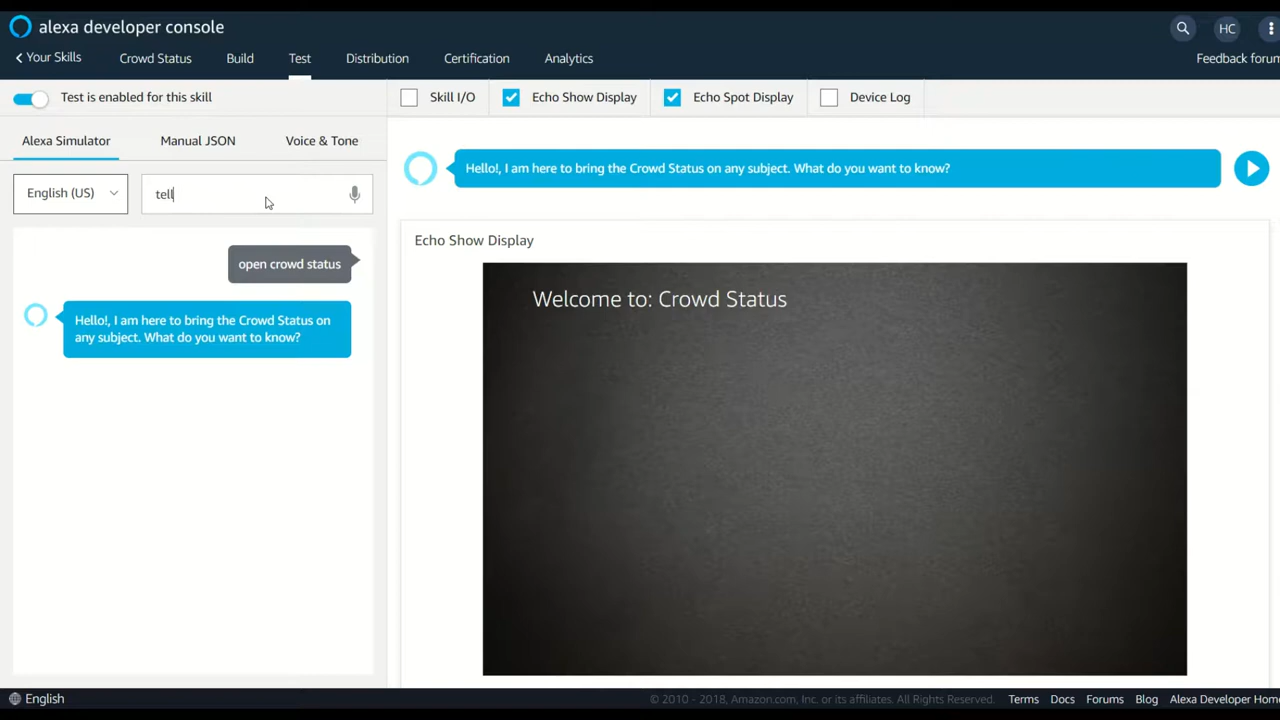 alexa developer console
HC
Your Skills
Crowd Status
Build
Test
Distribution
Certification
Analytics
Feedback forum
Test is enabled for this skill
Skill I/O
Echo Show Display
Echo Spot Display
Device Log
Alexa Simulator
Manual JSON
Voice & Tone
English (US)
tell
open crowd status
Hello!, I am here to bring the Crowd Status on
any subject. What do you want to know?
Hello!, I am here to bring the Crowd Status on any subject. What do you want to know?
Echo Show Display
Welcome to: Crowd Status
English
© 2010 - 2018, Amazon.com, Inc. or its affiliates. All Rights Reserved.
Terms
Docs
Forums
Blog
Alexa Developer Hom